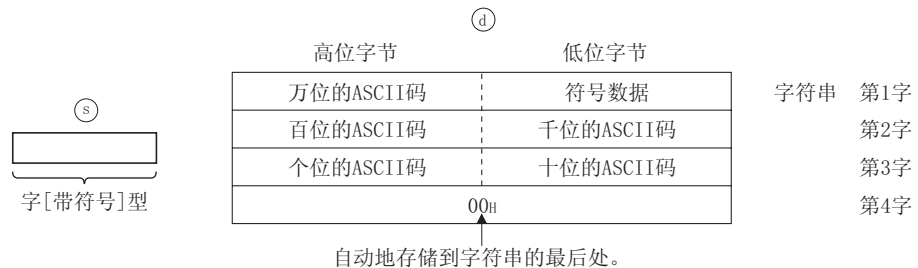 d
高位字节 低位字节
万位的ASCII码 符号数据 字符串 第1字
s
百位的ASCII码 千位的ASCII码 第2字
个位的ASCII码 十位的ASCII码 第3字
字[带符号]型
00H 第4字
自动地存储到字符串的最后处。